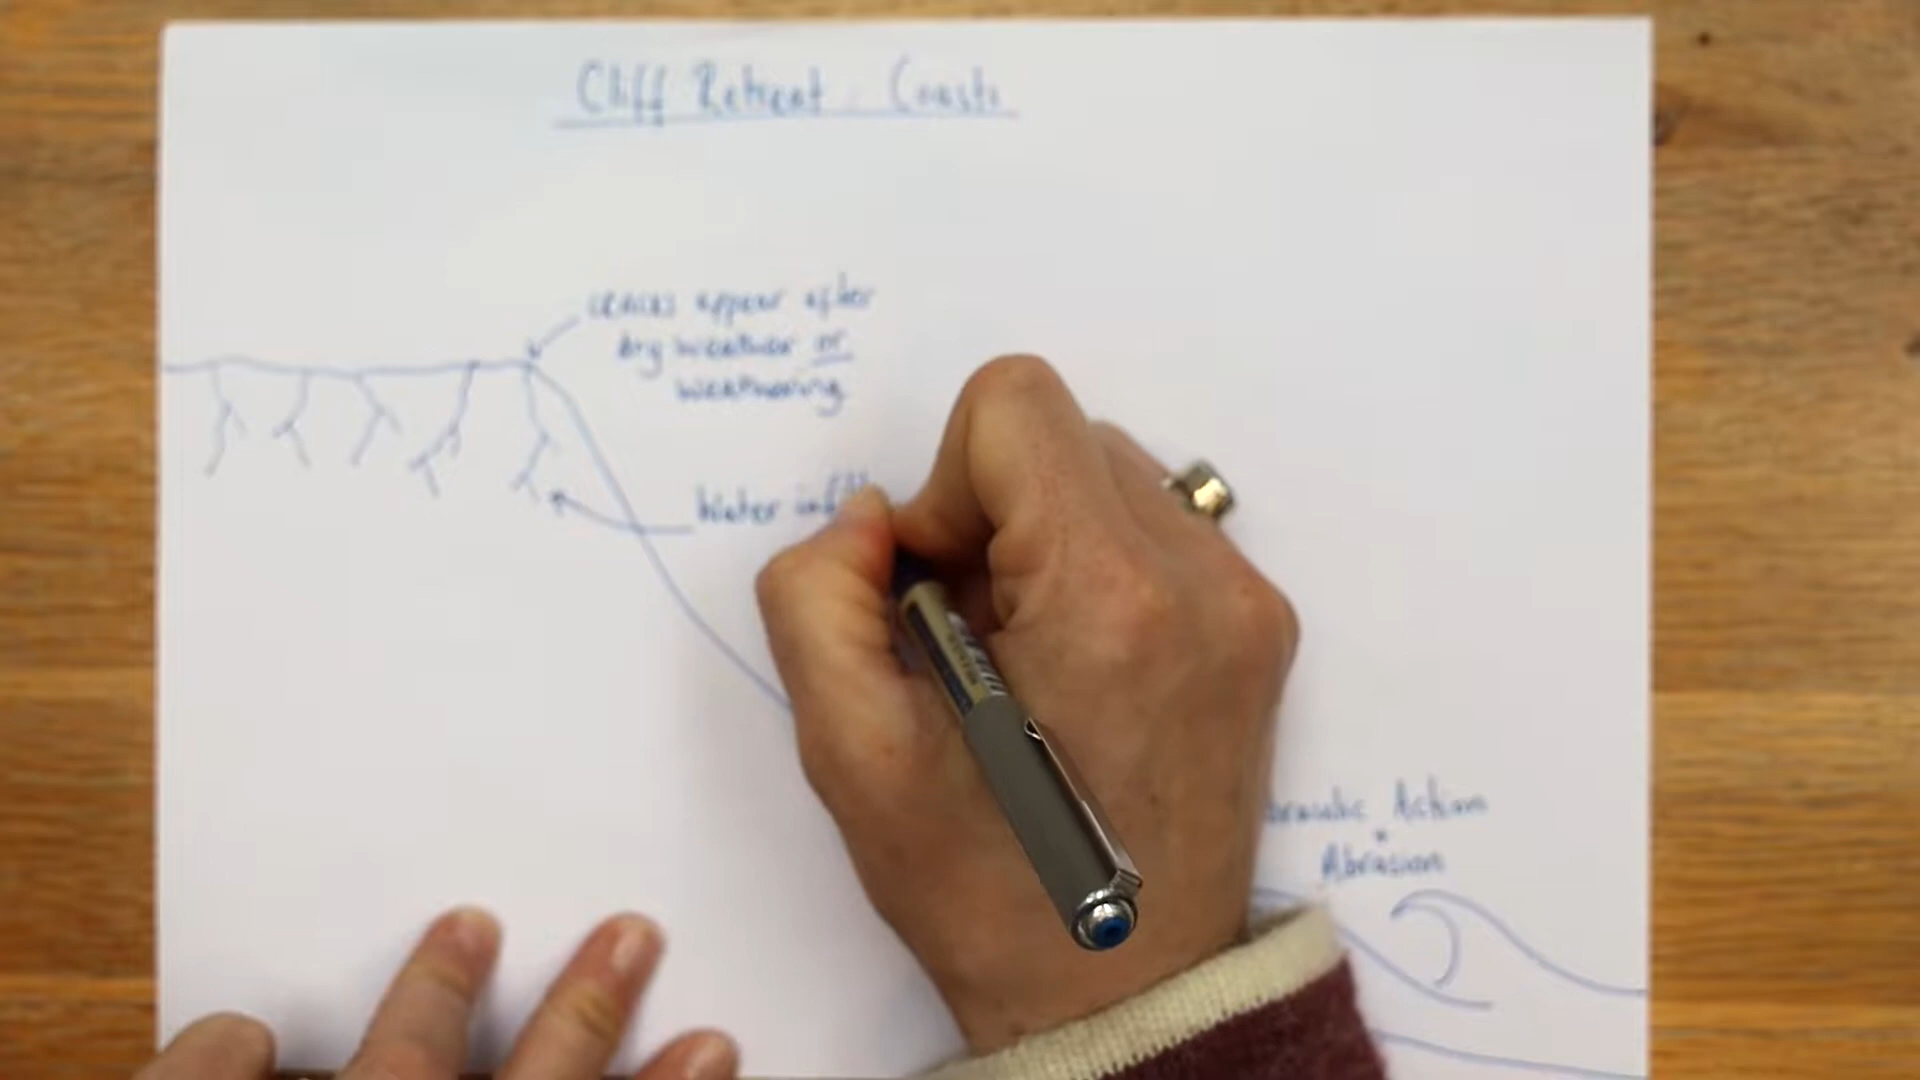 Cliff Retreat : Coasts
cracks appear after
dry weather or
weathering
Water
Action
+
Abrasion